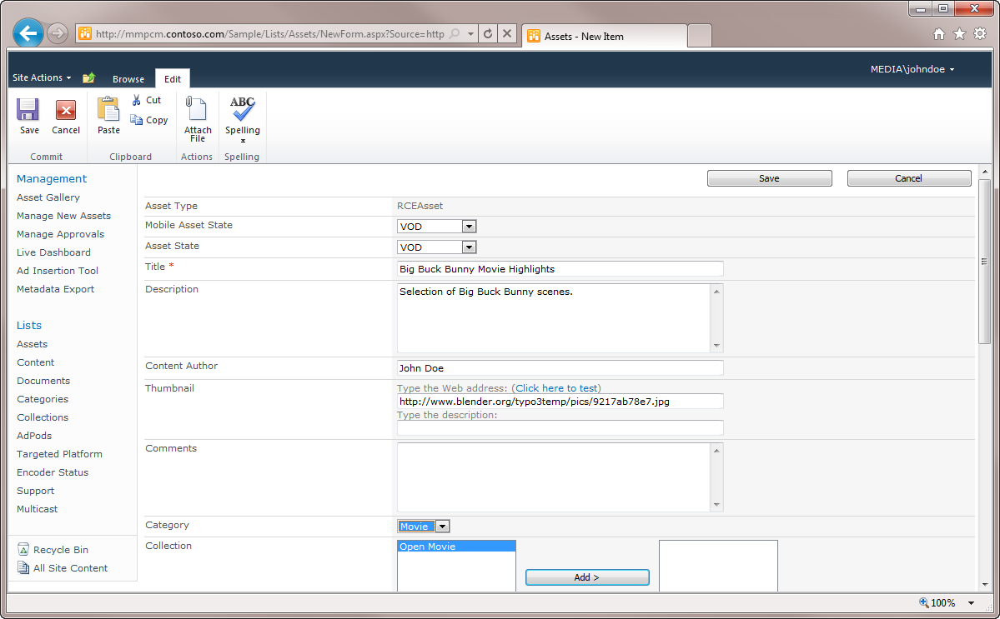 http://mmpcm.contoso.com/Sample/Lists/Assets/NewForm.aspx?Source=http
Assets - New Item
Site Actions
Browse
Edit
MEDIA\johndoe
Save
Cancel
Commit
Paste
Cut
Copy
Clipboard
Attach File
Actions
ABC
Spelling
Spelling
Management
Asset Gallery
Manage New Assets
Manage Approvals
Live Dashboard
Ad Insertion Tool
Metadata Export
Lists
Assets
Content
Documents
Categories
Collections
AdPods
Targeted Platform
Encoder Status
Support
Multicast
Recycle Bin
All Site Content
Save Cancel
Asset Type RCEAsset
Mobile Asset State VOD
Asset State VOD
Title * Big Buck Bunny Movie Highlights
Description Selection of Big Buck Bunny scenes.
Content Author John Doe
Thumbnail Type the Web address: (Click here to test)
http://www.blender.org/typo3temp/pics/9217ab78e7.jpg
Type the description:
Comments
Category Movie
Collection Open Movie
Add >
100%